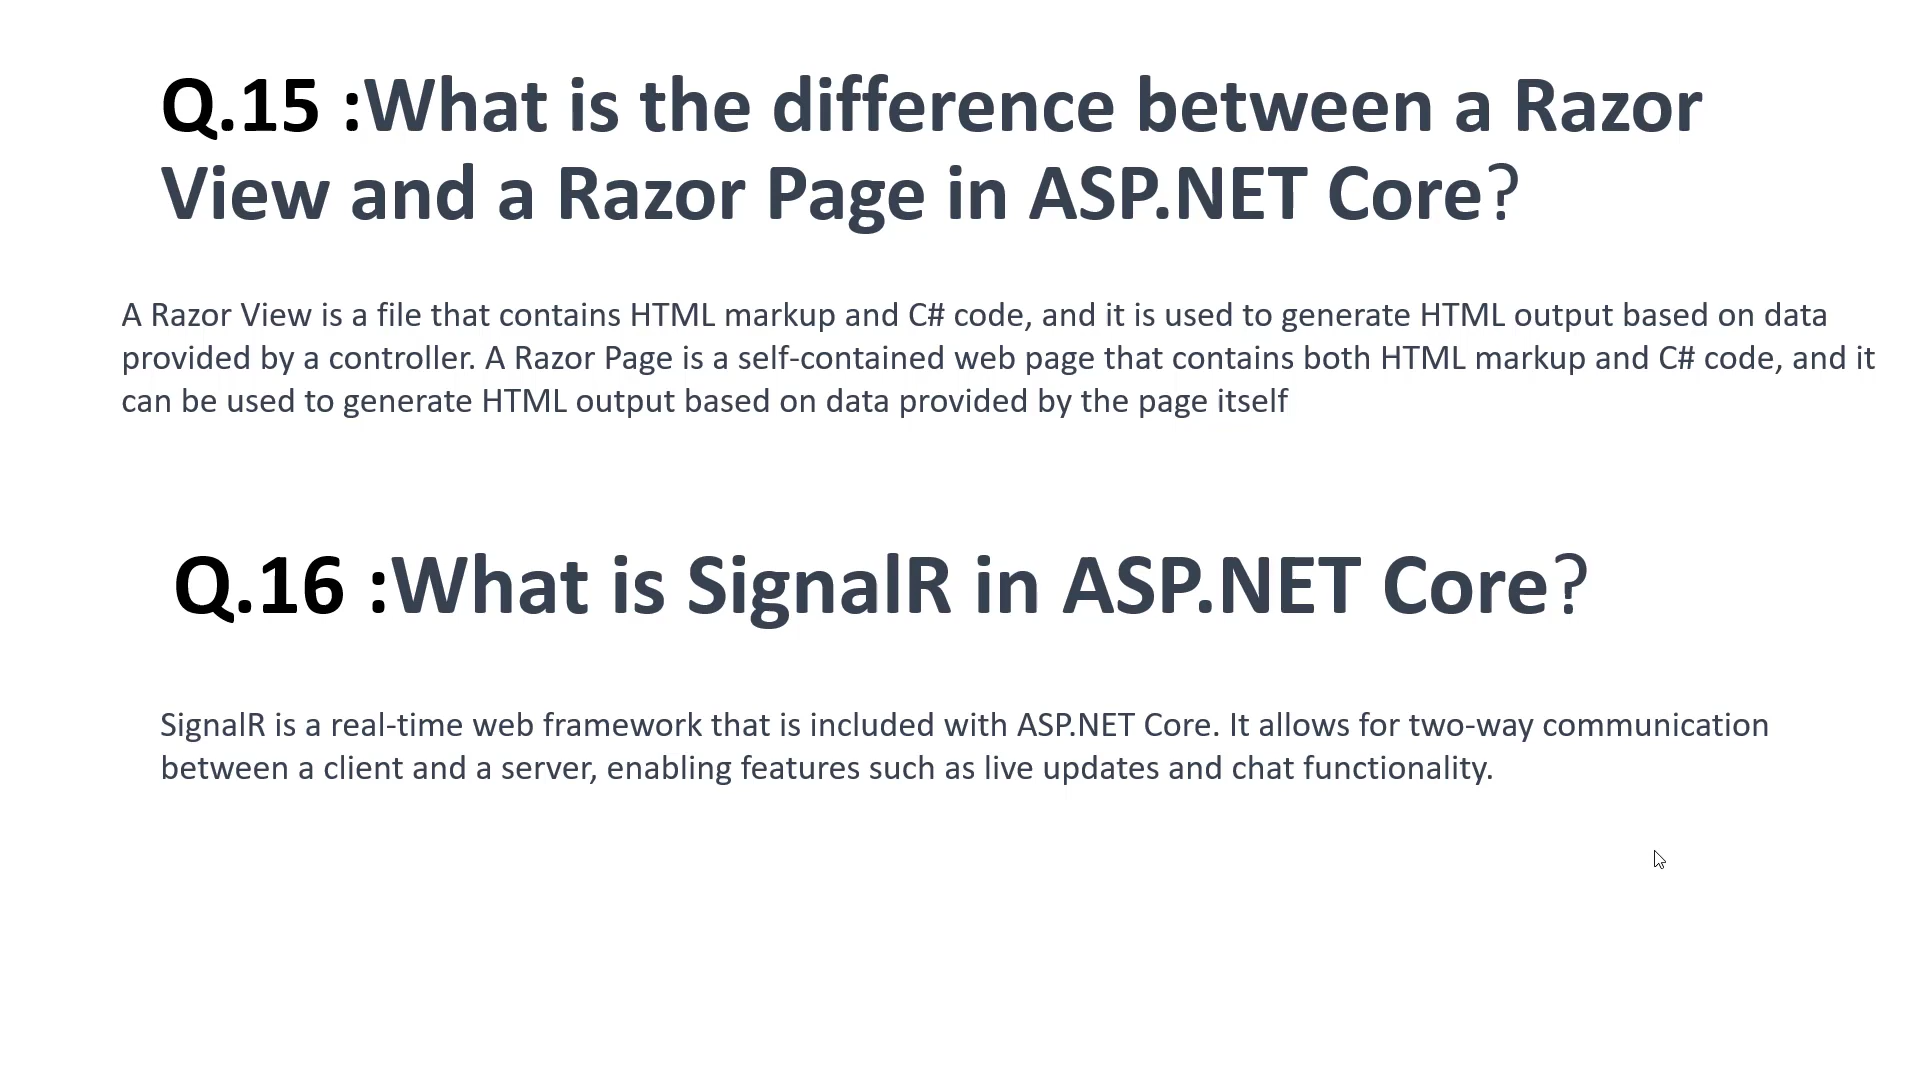 Q.15 :What is the difference between a Razor
View and a Razor Page in ASP.NET Core?
A Razor View is a file that contains HTML markup and C# code, and it is used to generate HTML output based on data
provided by a controller. A Razor Page is a self-contained web page that contains both HTML markup and C# code, and it
can be used to generate HTML output based on data provided by the page itself
Q.16 :What is SignalR in ASP.NET Core?
SignalR is a real-time web framework that is included with ASP.NET Core. It allows for two-way communication
between a client and a server, enabling features such as live updates and chat functionality.